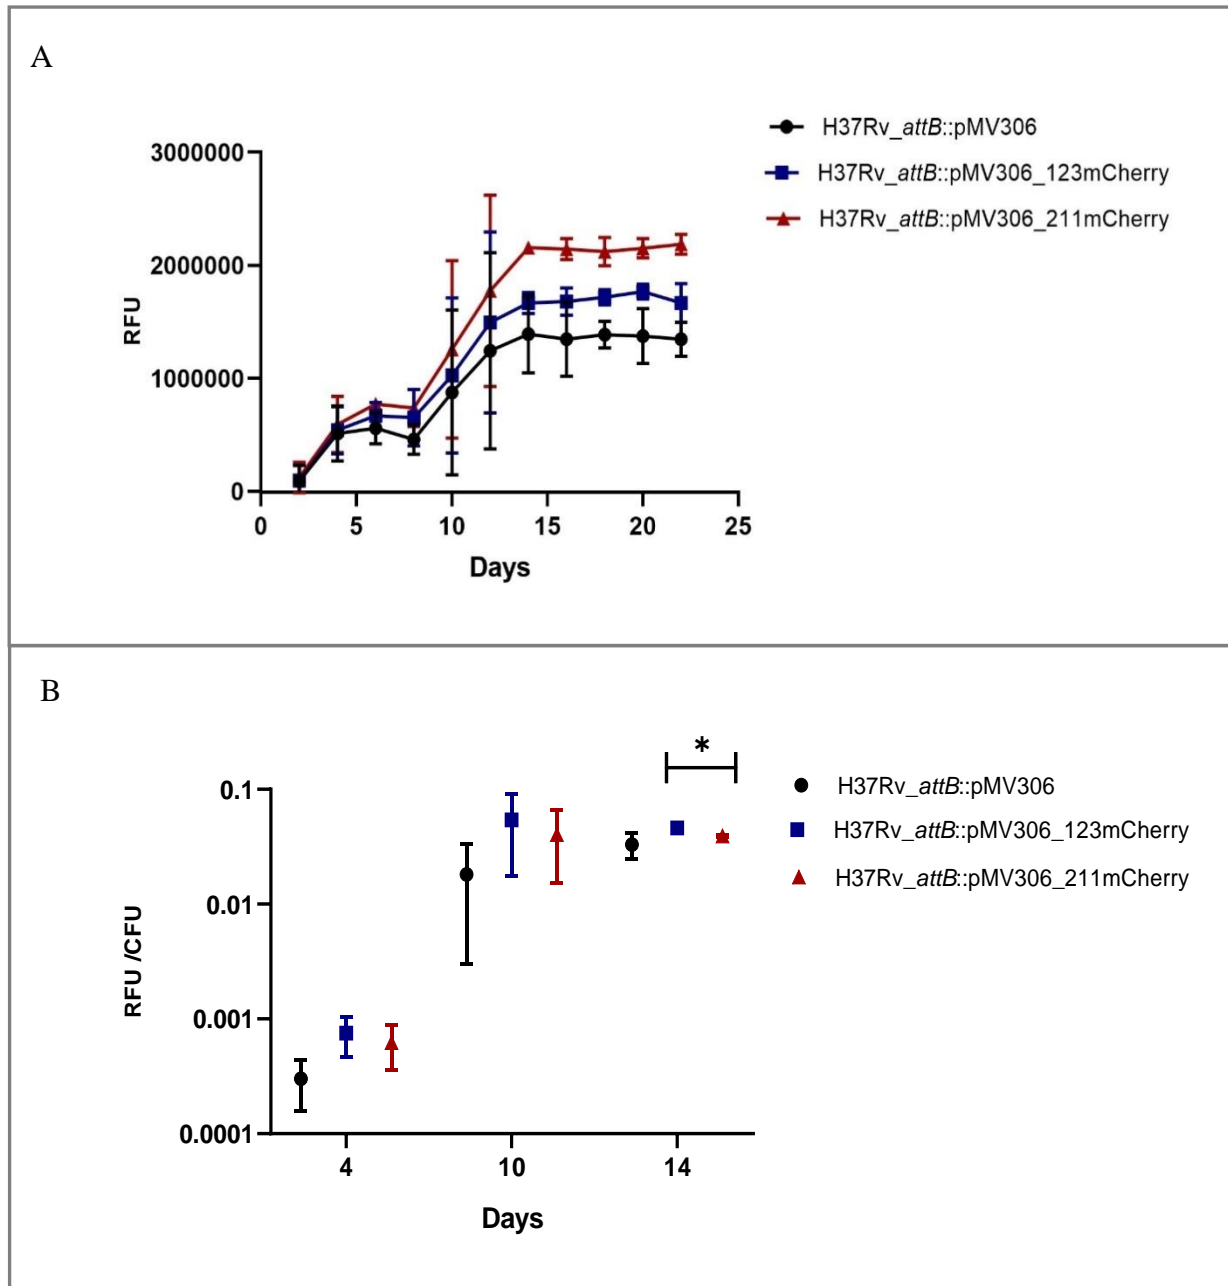 A
H37Rv_attB::pMV306
H37Rv_attB::pMV306_123mCherry
H37Rv_attB::pMV306_211mCherry
3000000
2000000
1000000
0
RFU
0 5 10 15 20 25
Days
B
*
H37Rv_attB::pMV306
H37Rv_attB::pMV306_123mCherry
H37Rv_attB::pMV306_211mCherry
0.1
0.01
0.001
0.0001
RFU /CFU
4 10 14
Days